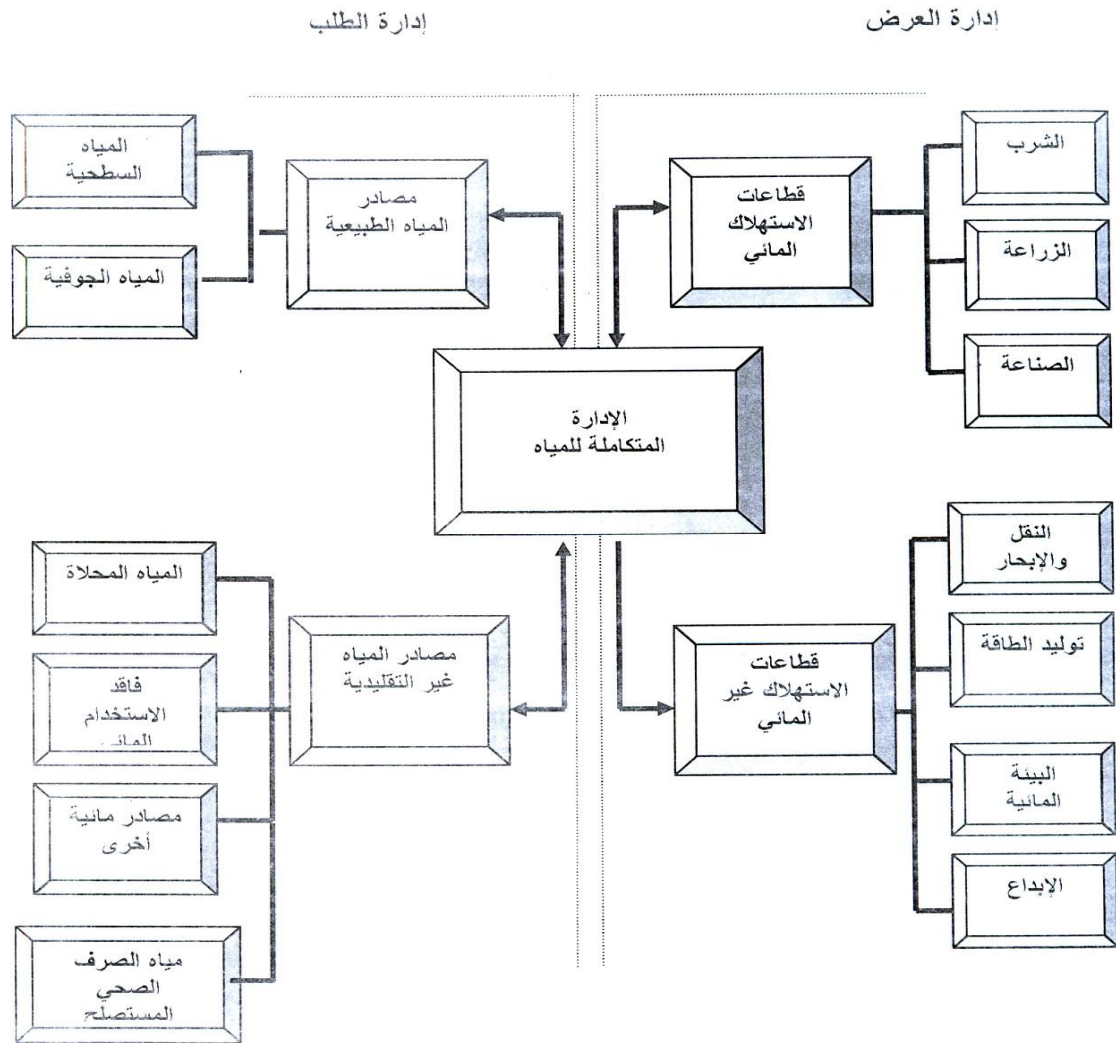 إدارة العرض
إدارة الطلب
الشرب
الزراعة
الصناعة
قطاعات
الاستهلاك
المائي
مصادر
المياه الطبيعية
المياه
السطحية
المياه الجوفية
الإدارة
المتكاملة للمياه
النقل
والإبحار
توليد الطاقة
البيئة
المائية
الإبداع
قطاعات
الاستهلاك غير
المائي
مصادر المياه
غير التقليدية
المياه المحلاة
فاقد
الاستخدام
المائي
مصادر مائية
أخرى
مياه الصرف
الصحي
المستصلح